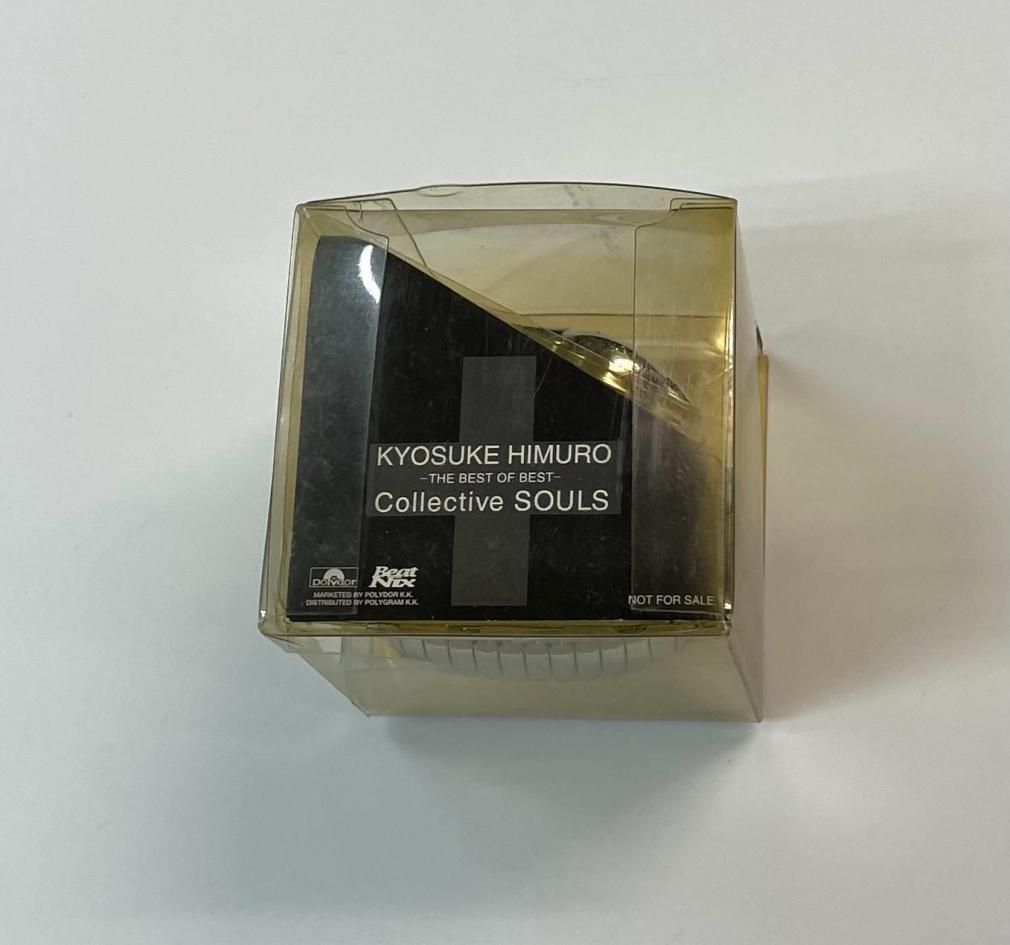 KYOSUKE HIMURO
-THE BEST OF BEST-
Collective SOULS
polydor
Beat Nix
MARKETED BY POLYDOR K.K.
DISTRIBUTED BY POLYGRAM K.K.
NOT FOR SALE